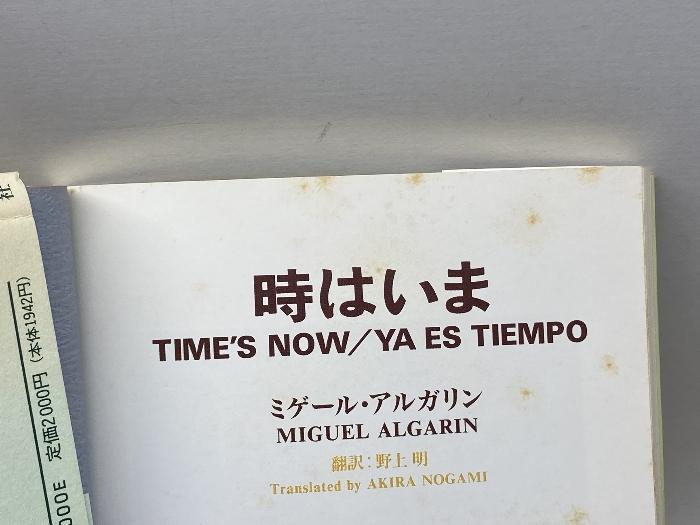 時はいま
TIME'S NOW/YA ES TIEMPO
ミゲール・アルガリン
MIGUEL ALGARIN
翻訳：野上 明
Translated by AKIRA NOGAMI
社
定価2000円（本体1942円）
000E